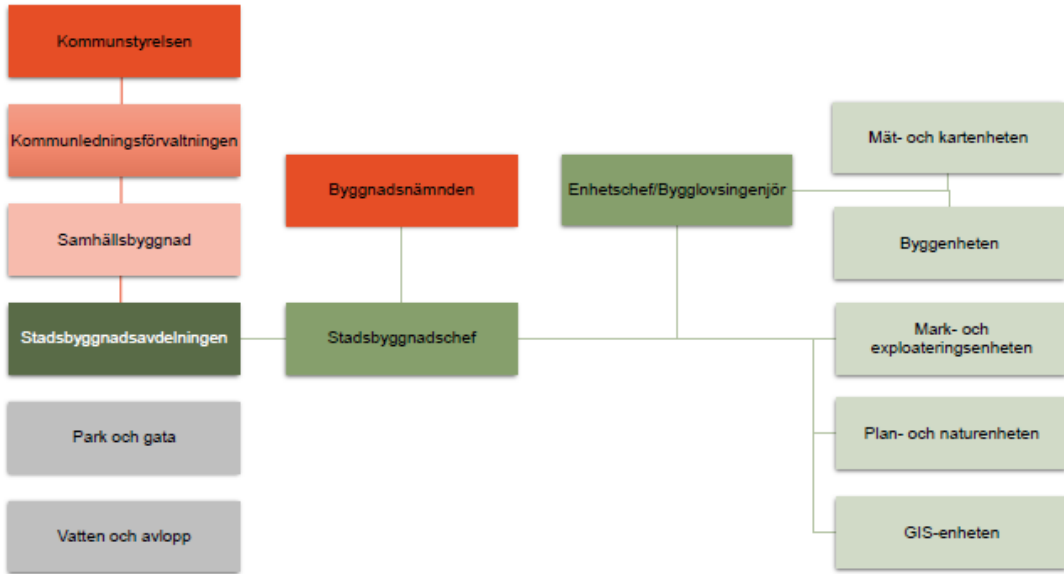 Kommunstyrelsen
Kommunledningsförvaltningen
Samhällsbyggnad
Stadsbyggnadsavdelningen
Park och gata
Vatten och avlopp
Byggnadsnämnden
Stadsbyggnadschef
Enhetschef/Bygglovsingenjör
Mät- och kartenheten
Byggenheten
Mark- och
exploateringsenheten
Plan- och naturenheten
GIS-enheten